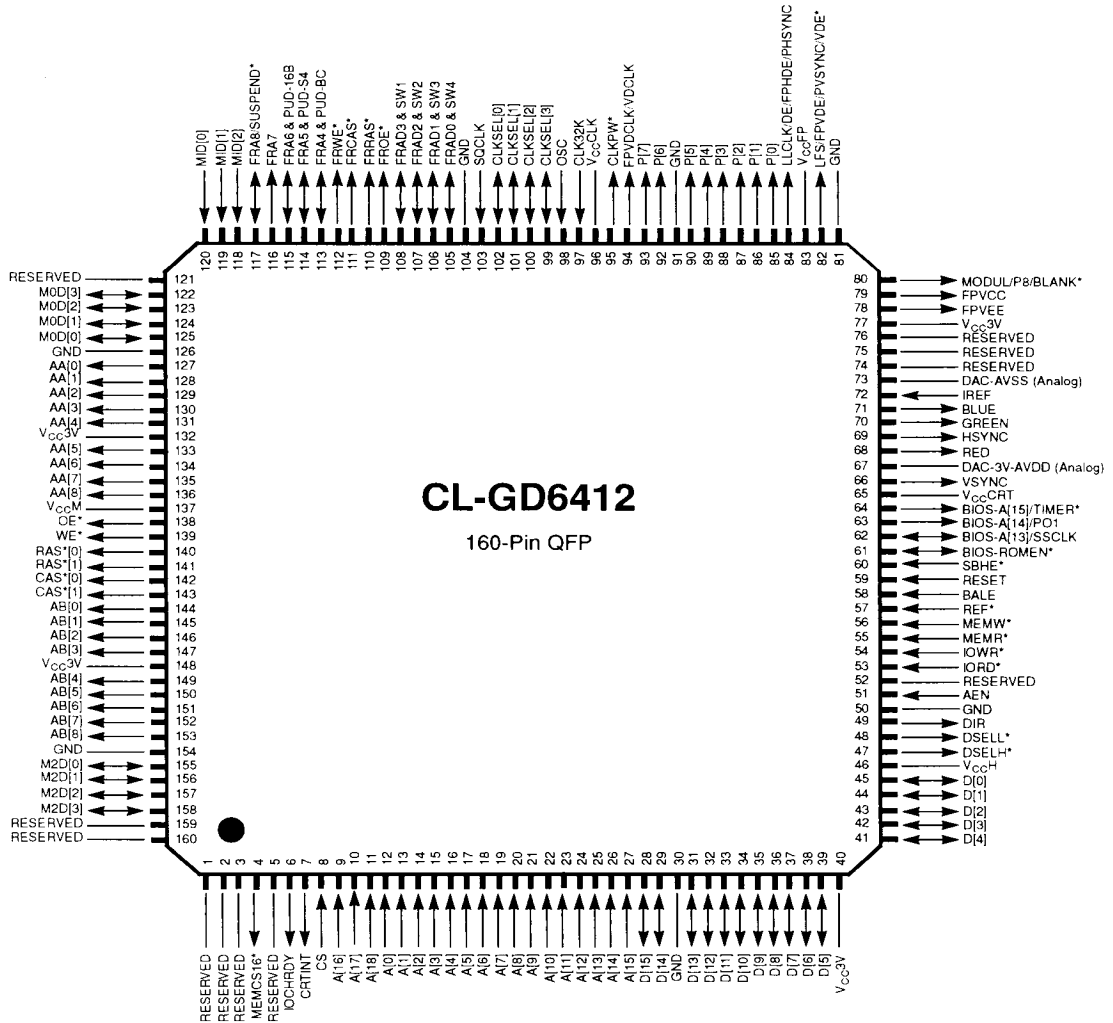 MID[0]
MID[1]
MID[2]
FRA8/SUSPEND*
FRA7
FRA6 & PUD-16B
FRA5 & PUD-S4
FRA4 & PUD-BC
FRWE*
FRCAS*
FRRAS*
FROE*
FRAD3 & SW1
FRAD2 & SW2
FRAD1 & SW3
FRAD0 & SW4
GND
SQCLK
CLKSEL[0]
CLKSEL[1]
CLKSEL[2]
CLKSEL[3]
OSC
CLK32K
VCCCLK
CLKPW*
FPVDCLK/VDCLK
P[7]
P[6]
GND
P[5]
P[4]
P[3]
P[2]
P[1]
P[0]
LLCLK/DE/FPHDE/PHSYNC
VCCFP
LFS/FPVDE/PVSYNC/VDE*
GND
120 119 118 117 116 115 114 113 112 111 110 109 108 107 106 105 104 103 102 101 100 99 98 97 96 95 94 93 92 91 90 89 88 87 86 85 84 83 82 81
RESERVED 121
M0D[3] 122
M0D[2] 123
M0D[1] 124
M0D[0] 125
GND 126
AA[0] 127
AA[1] 128
AA[2] 129
AA[3] 130
AA[4] 131
VCC3V 132
AA[5] 133
AA[6] 134
AA[7] 135
AA[8] 136
VCCM 137
OE* 138
WE* 139
RAS*[0] 140
RAS*[1] 141
CAS*[0] 142
CAS*[1] 143
AB[0] 144
AB[1] 145
AB[2] 146
AB[3] 147
VCC3V 148
AB[4] 149
AB[5] 150
AB[6] 151
AB[7] 152
AB[8] 153
GND 154
M2D[0] 155
M2D[1] 156
M2D[2] 157
M2D[3] 158
RESERVED 159
RESERVED 160
CL-GD6412
160-Pin QFP
80 MODUL/P8/BLANK*
79 FPVCC
78 FPVEE
77 VCC3V
76 RESERVED
75 RESERVED
74 RESERVED
73 DAC-AVSS (Analog)
72 IREF
71 BLUE
70 GREEN
69 HSYNC
68 RED
67 DAC-3V-AVDD (Analog)
66 VSYNC
65 VCCCRT
64 BIOS-A[15]/TIMER*
63 BIOS-A[14]/PO1
62 BIOS-A[13]/SSCLK
61 BIOS-ROMEN*
60 SBHE*
59 RESET
58 BALE
57 REF*
56 MEMW*
55 MEMR*
54 IOWR*
53 IORD*
52 RESERVED
51 AEN
50 GND
49 DIR
48 DSELL*
47 DSELH*
46 VCCH
45 D[0]
44 D[1]
43 D[2]
42 D[3]
41 D[4]
1 2 3 4 5 6 7 8 9 10 11 12 13 14 15 16 17 18 19 20 21 22 23 24 25 26 27 28 29 30 31 32 33 34 35 36 37 38 39 40
RESERVED
RESERVED
RESERVED
MEMCS16*
RESERVED
IOCHRDY
CRTINT
CS
A[16]
A[17]
A[18]
A[0]
A[1]
A[2]
A[3]
A[4]
A[5]
A[6]
A[7]
A[8]
A[9]
A[10]
A[11]
A[12]
A[13]
A[14]
A[15]
D[15]
D[14]
GND
D[13]
D[12]
D[11]
D[10]
D[9]
D[8]
D[7]
D[6]
D[5]
VCC3V